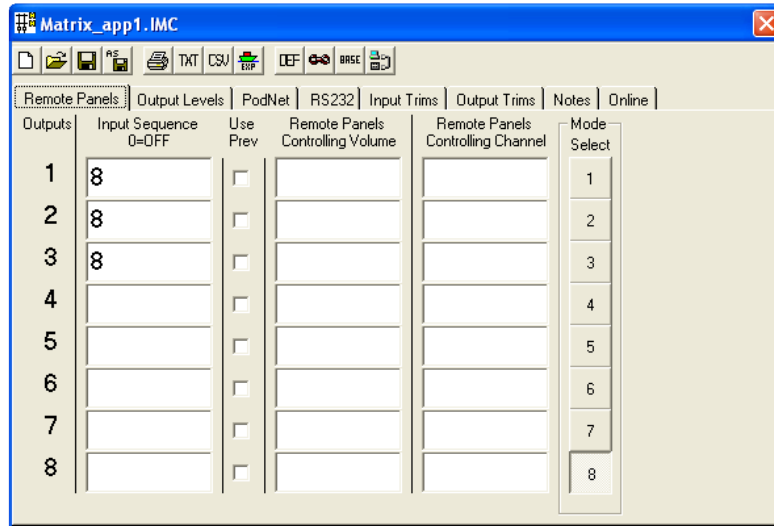 Matrix_app1.IMC
AS TXT CSV EXP DEF BASE
Remote Panels Output Levels PodNet RS232 Input Trims Output Trims Notes Online
Outputs Input Sequence 0=OFF Use Prev Remote Panels Controlling Volume Remote Panels Controlling Channel Mode Select
1 8 1
2 8 2
3 8 3
4 4
5 5
6 6
7 7
8 8